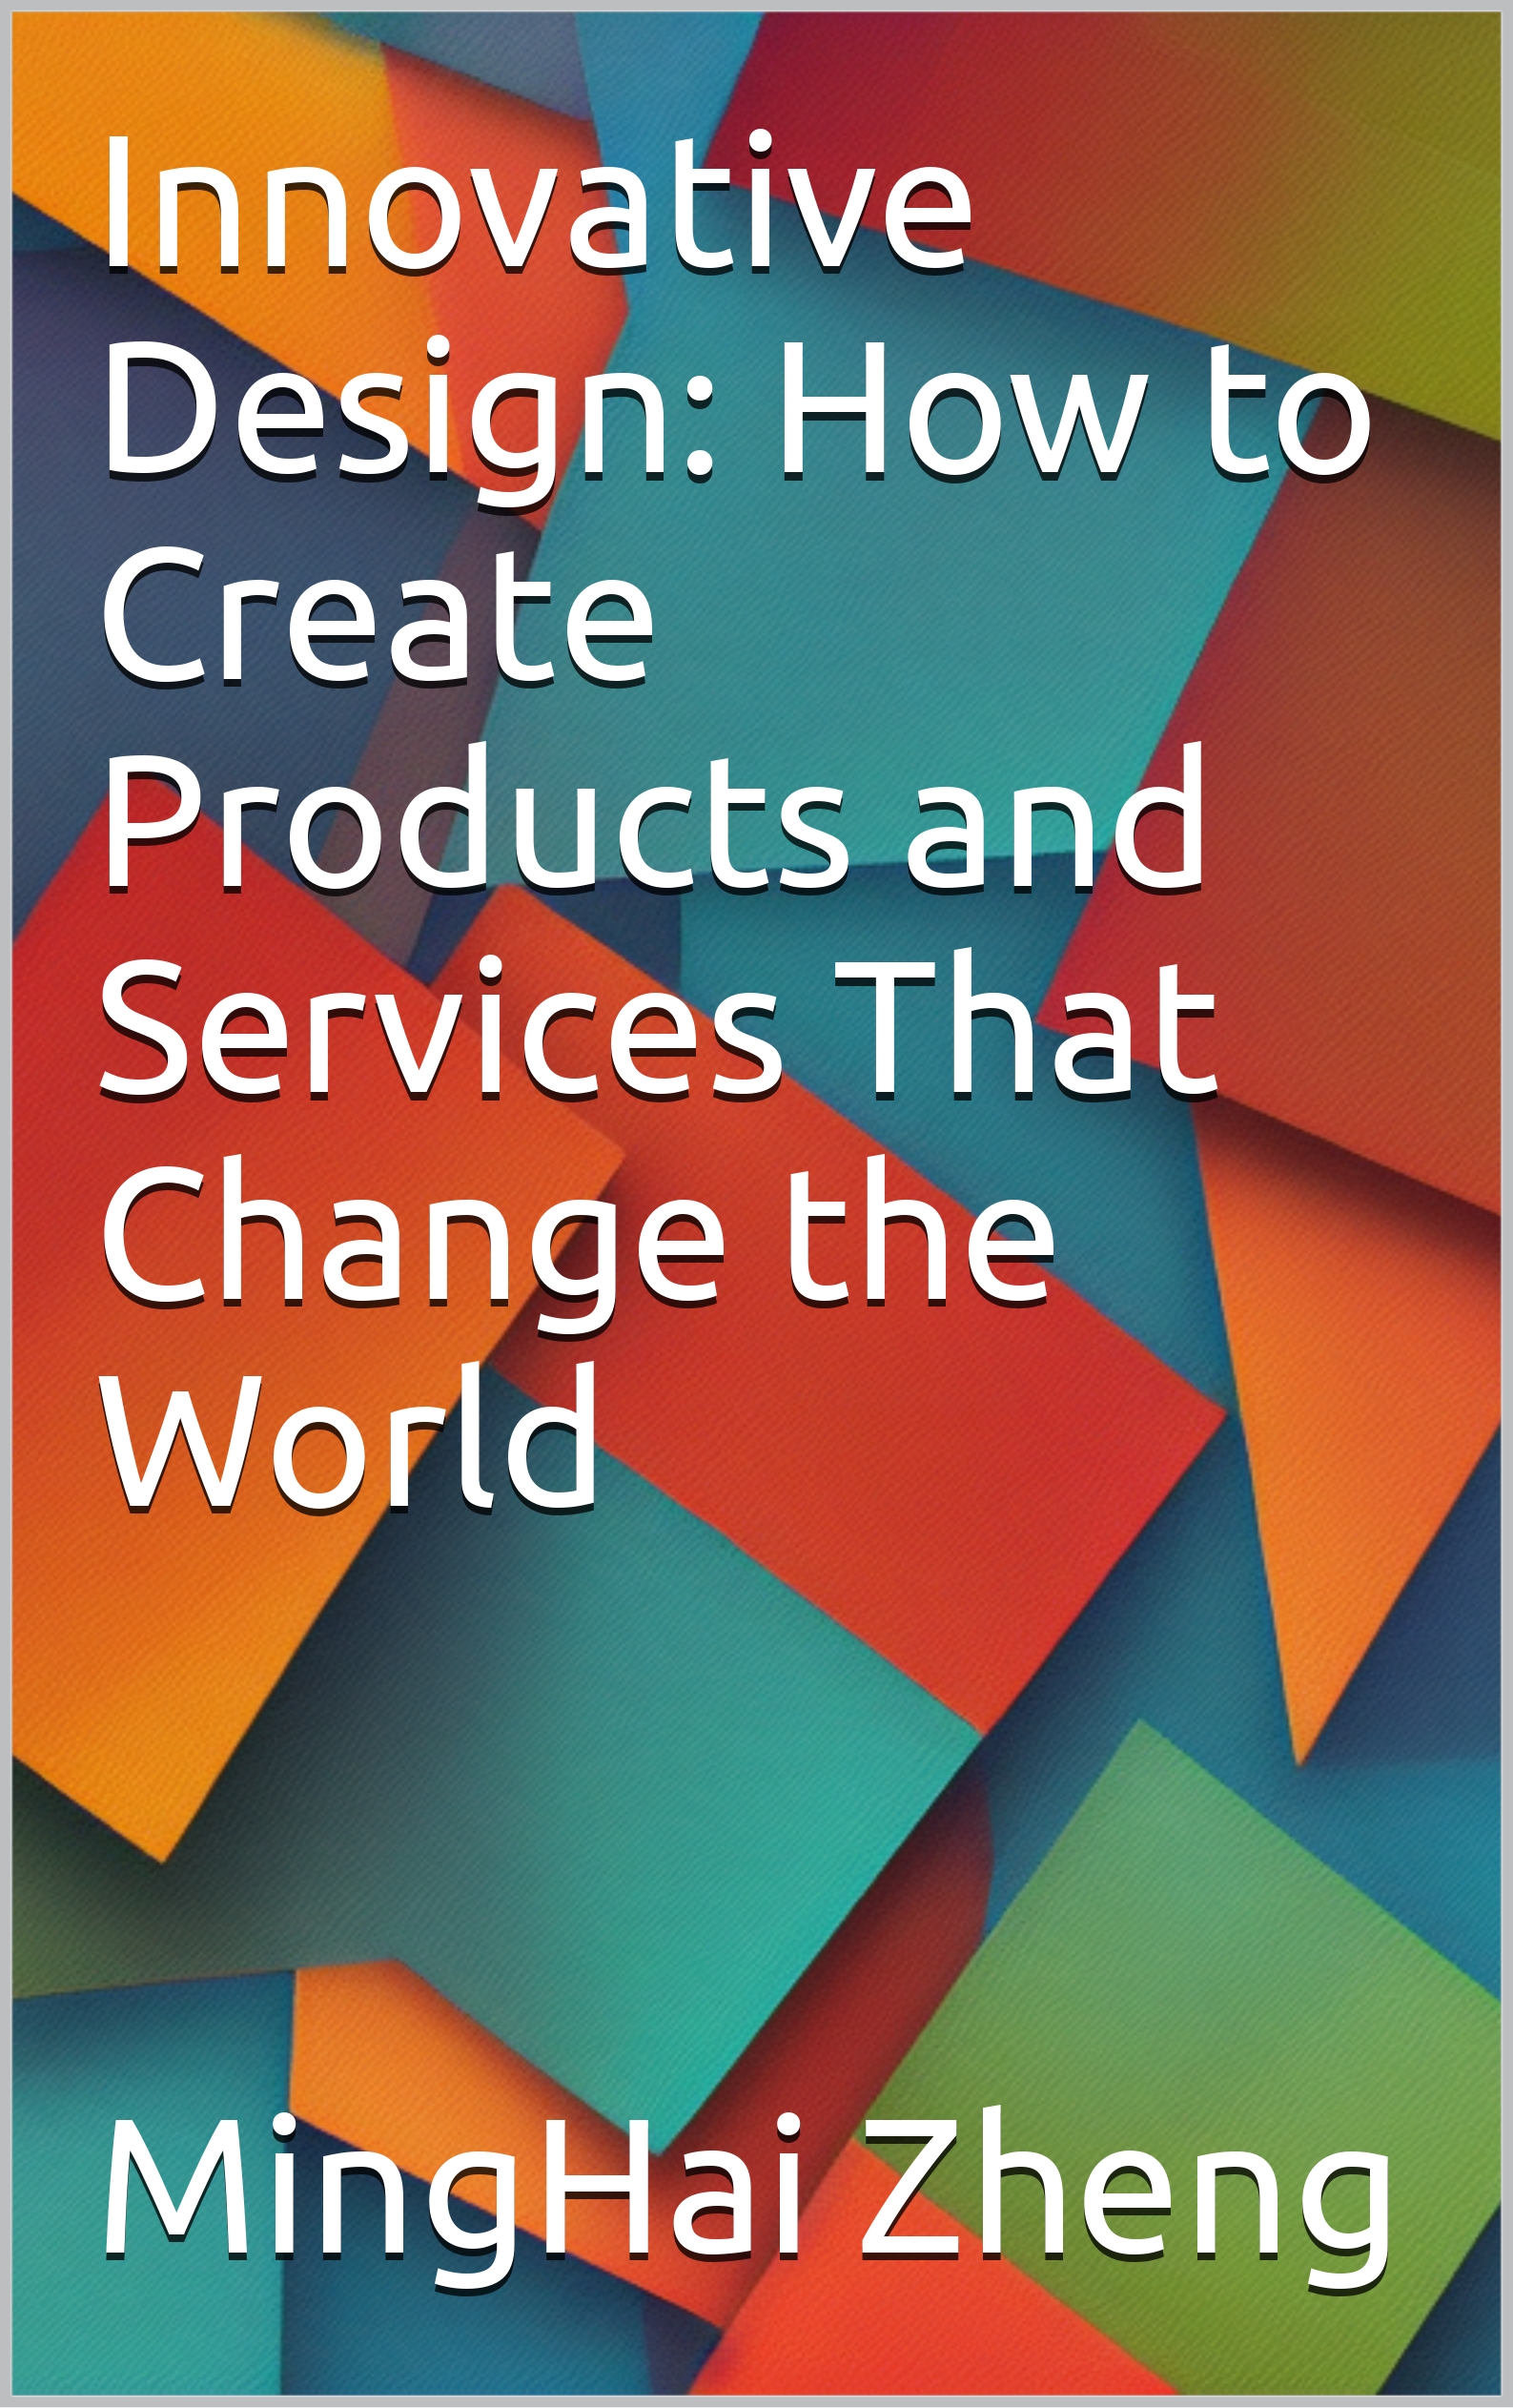 Innovative
Design: How to
Create
Products and
Services That
Change the
World
MingHai Zheng